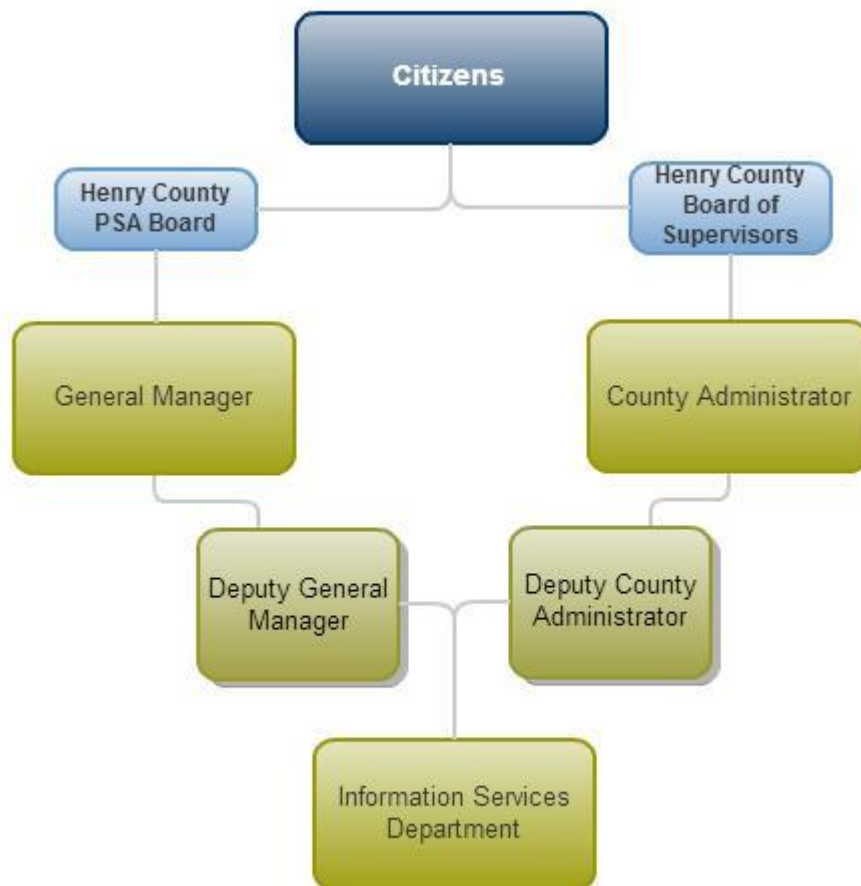 Citizens
Henry County
PSA Board
Henry County
Board of
Supervisors
General Manager
County Administrator
Deputy General
Manager
Deputy County
Administrator
Information Services
Department